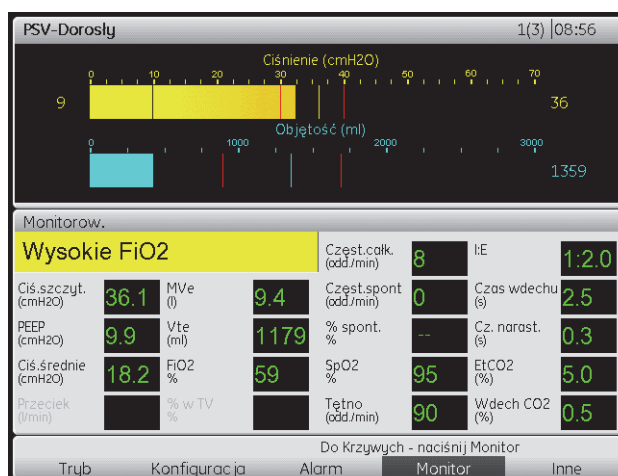 PSV-Dorosly 1(3) |08:56
Ciśnienie (cmH2O)
0 10 20 30 40 50 60 70
9 36
Objętość (ml)
0 1000 2000 3000
1359
Monitorow.
Wysokie FiO2
Częst.całk. (odd./min) 8 I:E 1:2.0
Ciś.szczyt. (cmH2O) 36.1 MVe (l) 9.4 Częst.spont (odd./min) 0 Czas wdechu (s) 2.5
PEEP (cmH2O) 9.9 Vte (ml) 1179 % spont. % -- Cz. narast. (s) 0.3
Ciś.średnie (cmH2O) 18.2 FiO2 % 59 SpO2 % 95 EtCO2 (%) 5.0
Przeciek (l/min) % w TV % Tętno (odd./min) 90 Wdech CO2 (%) 0.5
Do Krzywych - naciśnij Monitor
Tryb Konfiguracja Alarm Monitor Inne